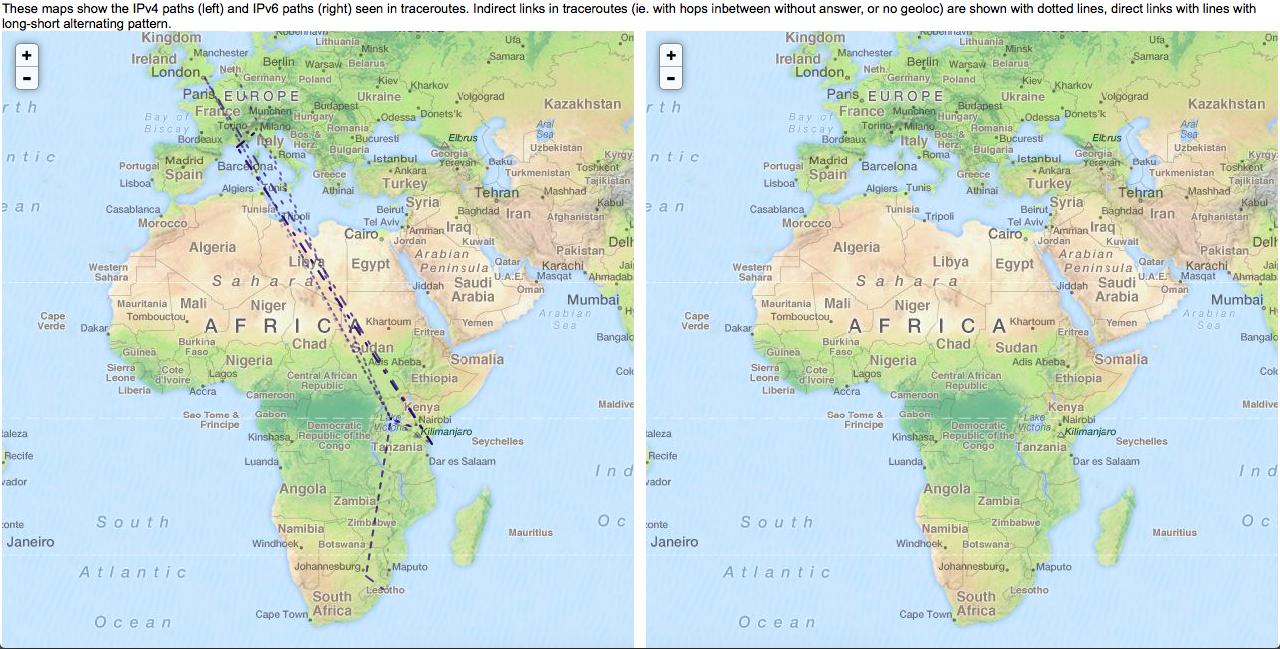 These maps show the IPv4 paths (left) and IPv6 paths (right) seen in traceroutes. Indirect links in traceroutes (ie. with hops inbetween without answer, or no geoloc) are shown with dotted lines, direct links with lines with
long-short alternating pattern.
+
-
Kingdom
Lithuania
Ufa
Ireland
Manchester
Minsk
Samara
London
Neth.
Berlin
Warsaw
Belarus
Germany
Poland
Kiev
Kharkov
Paris
EUROPE
Ukraine
Volgograd
Kazakhstan
rth
France
Munchen
Budapest
Hungary
Odessa
Donets'k
Bay of
Biscay
Torino
Milano
Romania
Aral
Sea
Bordeaux
Italy
Bos. &
Herz.
Bucuresti
Elbrus
Uzbekistan
ntic
Portugal
Madrid
Spain
Barcelona
Roma
Bulgaria
Istanbul
Georgia
Yerevan
Baku
Turkmenistan
Kyrgy
Toshkent
Tajikistan
Lisboa
Algiers
Tunis
Greece
Athinai
Ankara
Turkey
Tehran
Mashhad
Kabul
ean
Casablanca
Morocco
Tunisia
Tripoli
Beirut
Tel Aviv
Syria
Baghdad
Iraq
Iran
Afghanistan
Cairo
Amman
Jordan
Kuwait
Pakistan
Delh
Algeria
Libya
Egypt
Arabian
Peninsula
Qatar
U.A.E.
Karachi
Masqat
Jai
Ahmadab
Western
Sahara
Sahara
Jiddah
Saudi
Arabia
Oman
Mumbai
Mauritania
Mali
Niger
Tombouctou
Arabian
Sea
Cape
Verde
Dakar
AFRICA
Khartoum
Eritrea
Yemen
Bangalo
Burkina
Faso
Chad
Sudan
Guinea
Nigeria
Adis Abeba
Somalia
Sierra
Leone
Cote
d'Ivoire
Lagos
Central African
Republic
Ethiopia
Colo
Liberia
Accra
Cameroon
Sao Tome &
Principe
Gabon
Kenya
Nairobi
Maldive
aleza
Kinshasa
Democratic
Republic of the
Congo
Lake
Victoria
Kilimanjaro
Seychelles
Recife
Luanda
Tanzania
Dar es Salaam
vador
Ind
Angola
Zambia
onte
South
Zimbabwe
Mauritius
Oc
Janeiro
Namibia
Windhoek
Botswana
Atlantic
Johannesburg
Maputo
Lesotho
South
Africa
Ocean
Cape Town
+
-
Kingdom
Lithuania
Ufa
Ireland
Manchester
Minsk
Samara
London
Neth.
Berlin
Warsaw
Belarus
Germany
Poland
Kiev
Kharkov
Paris
EUROPE
Ukraine
Volgograd
Kazakhstan
rth
France
Munchen
Budapest
Hungary
Odessa
Donets'k
Bay of
Biscay
Torino
Milano
Romania
Aral
Sea
Bordeaux
Italy
Bos. &
Herz.
Bucuresti
Elbrus
Uzbekistan
ntic
Portugal
Madrid
Spain
Barcelona
Roma
Bulgaria
Istanbul
Georgia
Yerevan
Baku
Turkmenistan
Kyrgy
Toshkent
Tajikistan
Lisboa
Algiers
Tunis
Greece
Athinai
Ankara
Turkey
Tehran
Mashhad
Kabul
ean
Casablanca
Morocco
Tunisia
Tripoli
Beirut
Tel Aviv
Syria
Baghdad
Iraq
Iran
Afghanistan
Cairo
Amman
Jordan
Kuwait
Pakistan
Delh
Algeria
Libya
Egypt
Arabian
Peninsula
Qatar
U.A.E.
Karachi
Masqat
Jai
Ahmadab
Western
Sahara
Sahara
Jiddah
Saudi
Arabia
Oman
Mumbai
Mauritania
Mali
Niger
Tombouctou
Arabian
Sea
Cape
Verde
Dakar
AFRICA
Khartoum
Eritrea
Yemen
Bangalo
Burkina
Faso
Chad
Sudan
Guinea
Nigeria
Adis Abeba
Somalia
Sierra
Leone
Cote
d'Ivoire
Lagos
Central African
Republic
Ethiopia
Colo
Liberia
Accra
Cameroon
Sao Tome &
Principe
Gabon
Kenya
Nairobi
Maldive
aleza
Kinshasa
Democratic
Republic of the
Congo
Lake
Victoria
Kilimanjaro
Seychelles
Recife
Luanda
Tanzania
Dar es Salaam
vador
Ind
Angola
Zambia
onte
South
Zimbabwe
Mauritius
Oc
Janeiro
Namibia
Windhoek
Botswana
Atlantic
Johannesburg
Maputo
Lesotho
South
Africa
Ocean
Cape Town